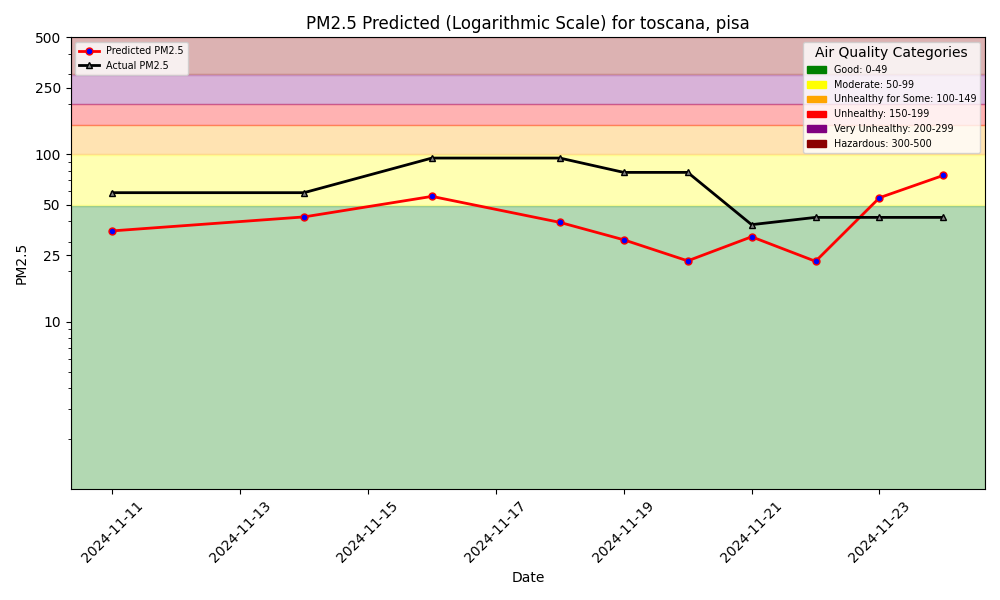 PM2.5 Predicted (Logarithmic Scale) for toscana, pisa
500
250
100
50
25
10
PM2.5
Predicted PM2.5
Actual PM2.5
Air Quality Categories
Good: 0-49
Moderate: 50-99
Unhealthy for Some: 100-149
Unhealthy: 150-199
Very Unhealthy: 200-299
Hazardous: 300-500
2024-11-11
2024-11-13
2024-11-15
2024-11-17
2024-11-19
2024-11-21
2024-11-23
Date